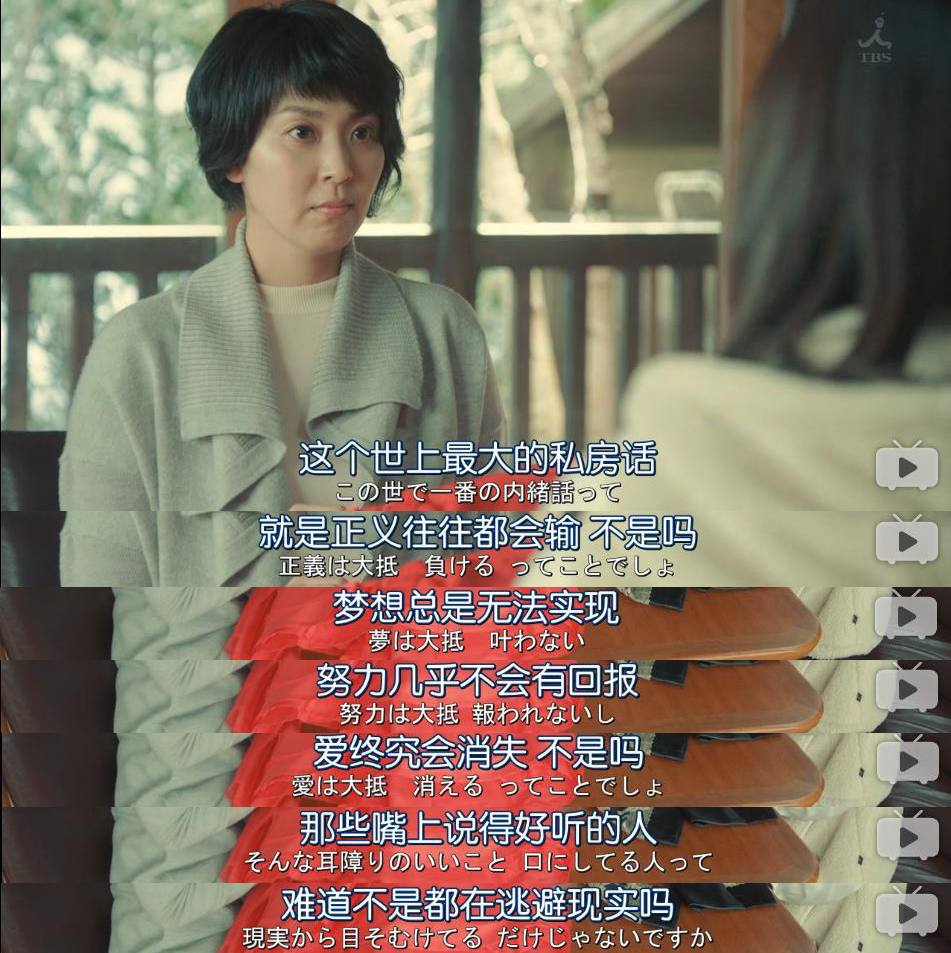 TBS
这个世上最大的私房话
この世で一番の内緒話って
就是正义往往都会输 不是吗
正義は大抵 負ける ってことでしょ
梦想总是无法实现
夢は大抵 叶わない
努力几乎不会有回报
努力は大抵 報われないし
爱终究会消失 不是吗
愛は大抵 消える ってことでしょ
那些嘴上说得好听的人
そんな耳障りのいいこと 口にしてる人って
难道不是都在逃避现实吗
現実から目そむけてる だけじゃないですか